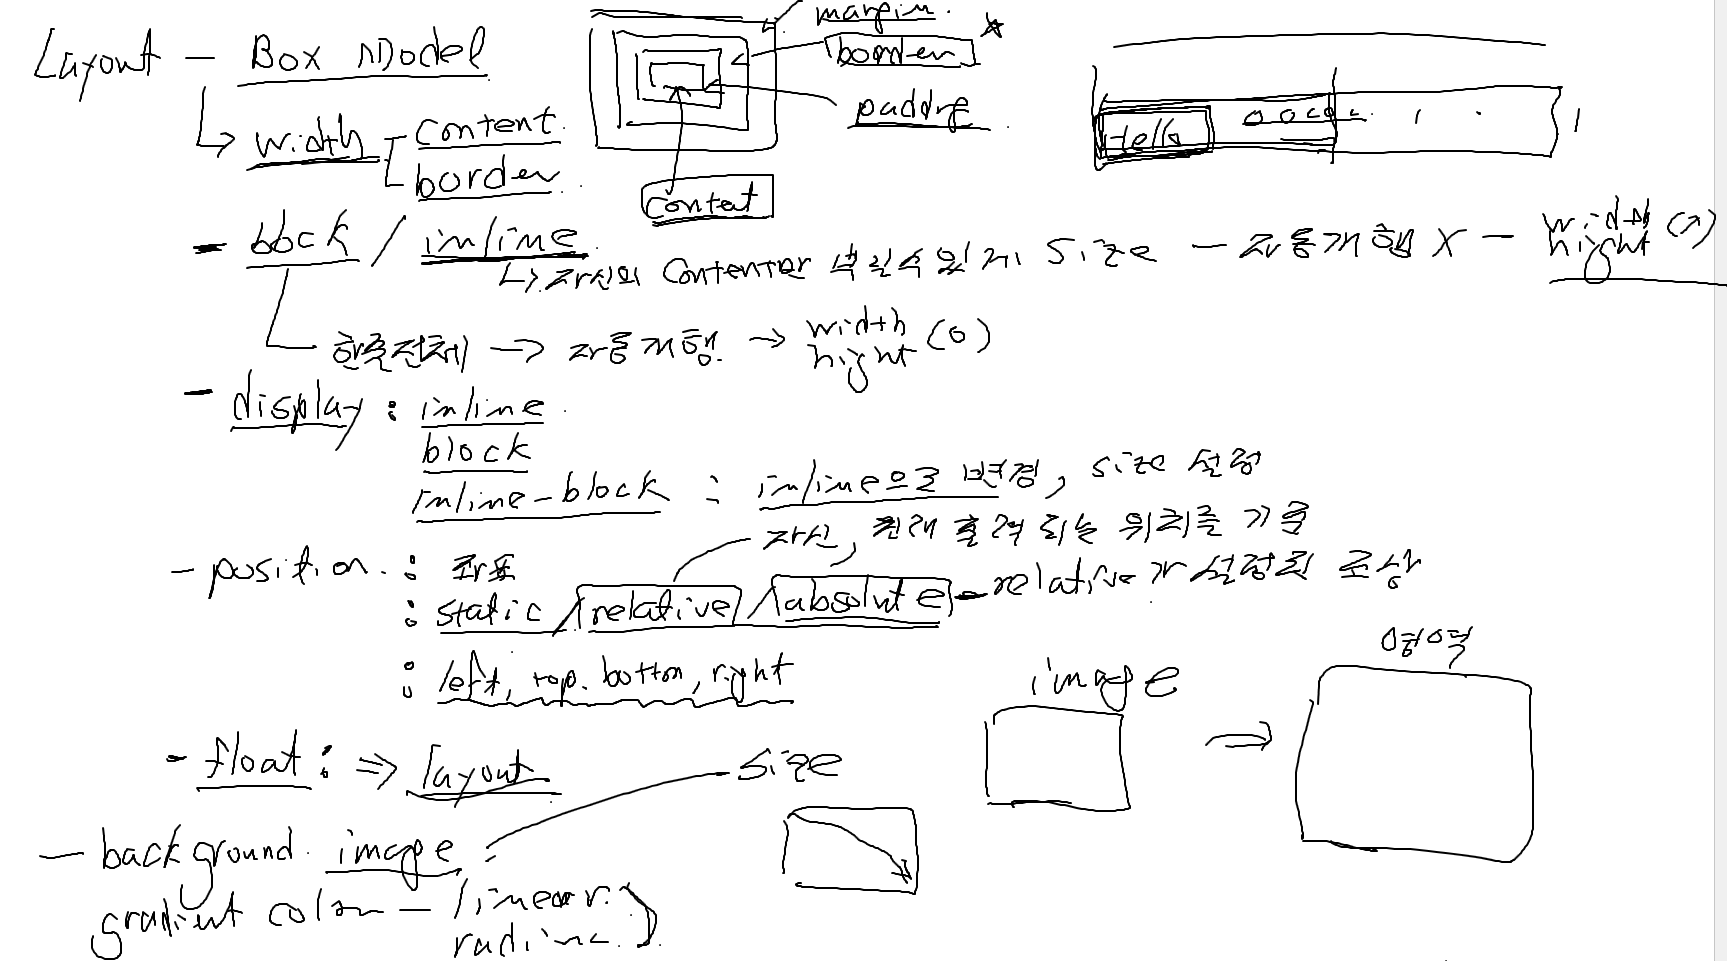 Layout - Box Model
margin.
border
padding
content
Hello
width
content
border
- block / inline
자신의 Content만 색칠수있게 size - 자동개행 X - width hight (X)
한줄전체 -> 자동개행. -> width hight (O)
- display : inline
block
inline-block : inline으로 변경, size 설정
자신, 원래 출력되는 위치를 기준
- position. : 좌표
: static / relative / absolute - relative가 설정된 조상
: left, top. bottom, right
image
영역
- float : => layout
size
- background. image :
gradient color - linear.